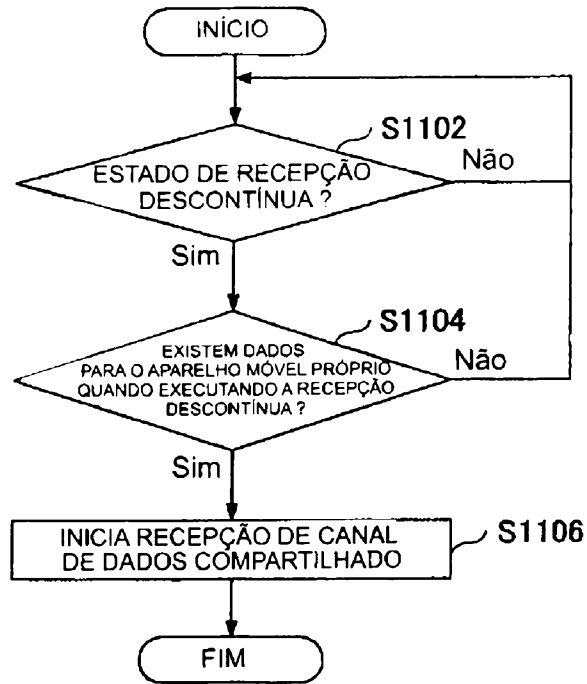 INÍCIO
S1102
ESTADO DE RECEPÇÃO
DESCONTÍNUA ?
Não
Sim
S1104
EXISTEM DADOS
PARA O APARELHO MÓVEL PRÓPRIO
QUANDO EXECUTANDO A RECEPÇÃO
DESCONTÍNUA ?
Não
Sim
INICIA RECEPÇÃO DE CANAL
DE DADOS COMPARTILHADO
S1106
FIM